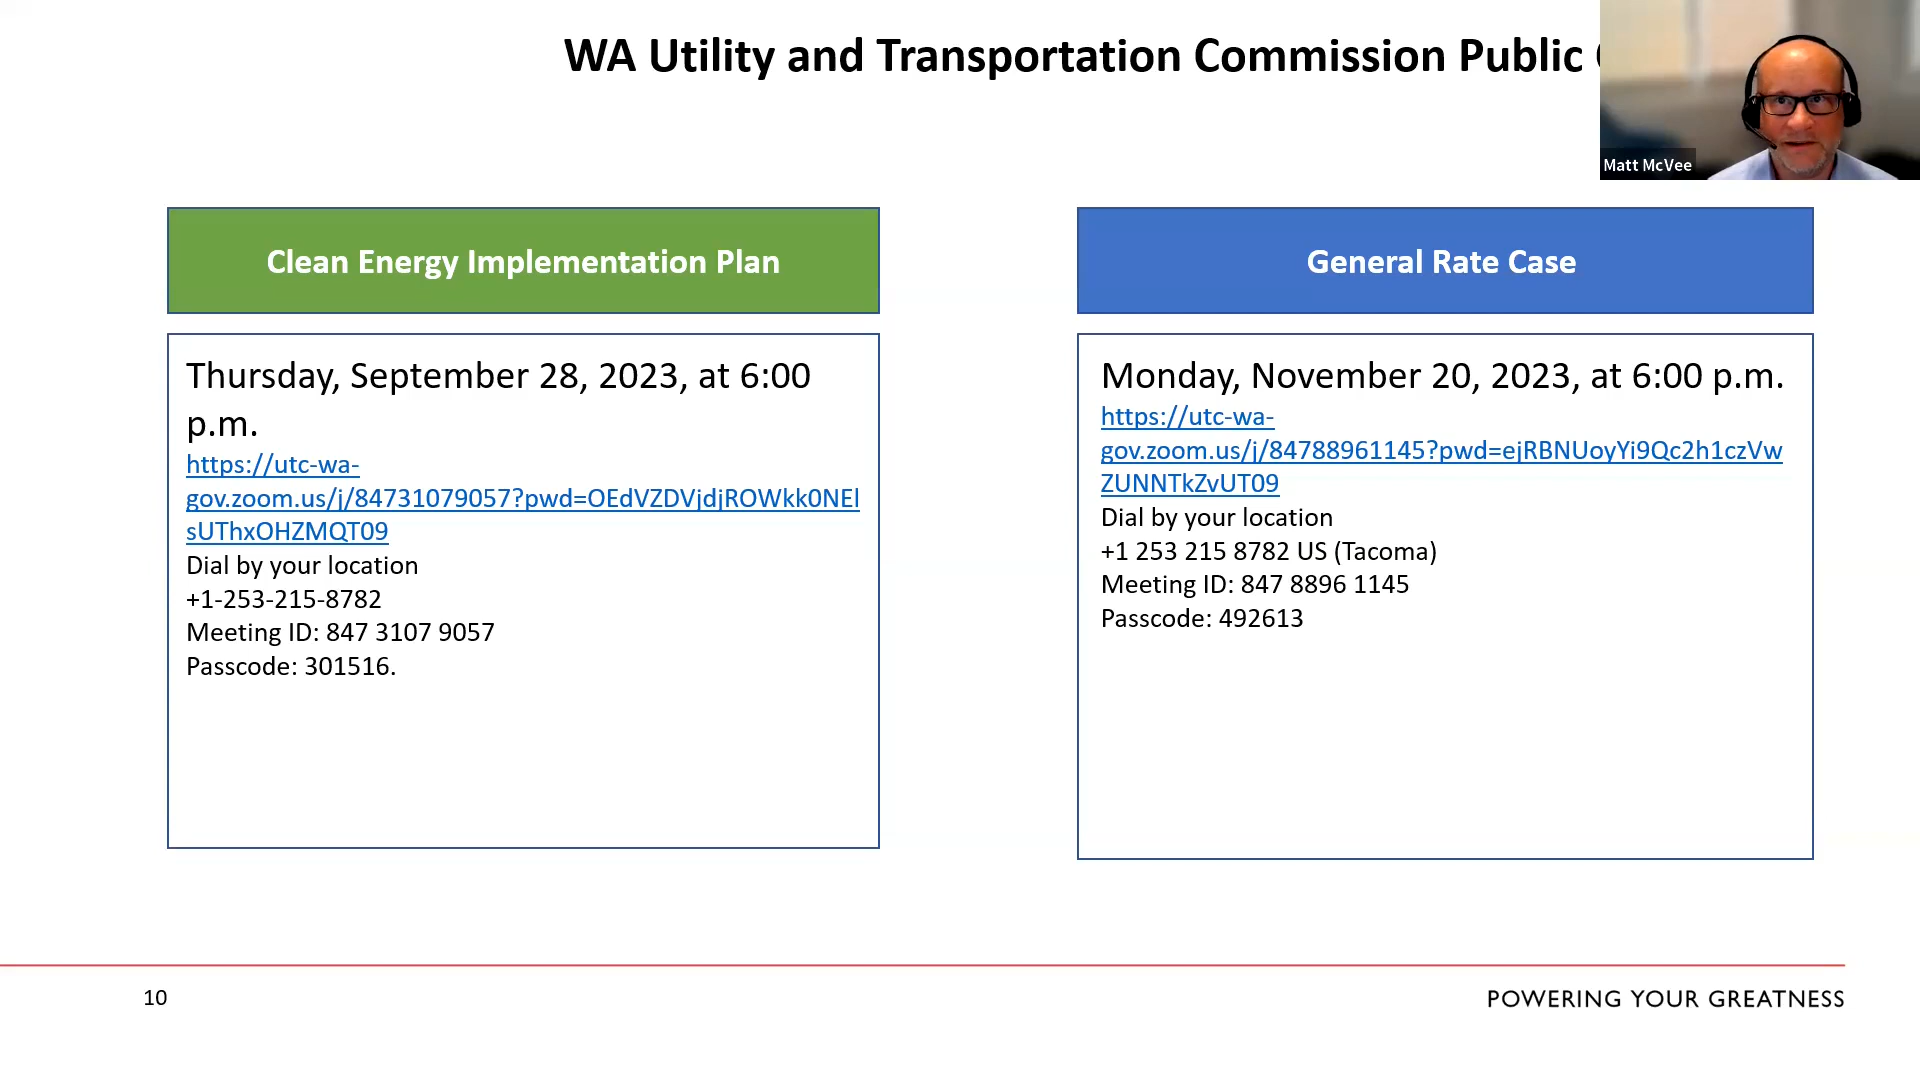 WA Utility and Transportation Commission Public
Matt McVee
Clean Energy Implementation Plan
Thursday, September 28, 2023, at 6:00
p.m.
https://utc-wa-
gov.zoom.us/j/84731079057?pwd=OEdVZDVjdjROWkk0NEl
sUThxOHZMQT09
Dial by your location
+1-253-215-8782
Meeting ID: 847 3107 9057
Passcode: 301516.
General Rate Case
Monday, November 20, 2023, at 6:00 p.m.
https://utc-wa-
gov.zoom.us/j/84788961145?pwd=ejRBNUoyYi9Qc2h1czVw
ZUNNTkZvUT09
Dial by your location
+1 253 215 8782 US (Tacoma)
Meeting ID: 847 8896 1145
Passcode: 492613
10
POWERING YOUR GREATNESS